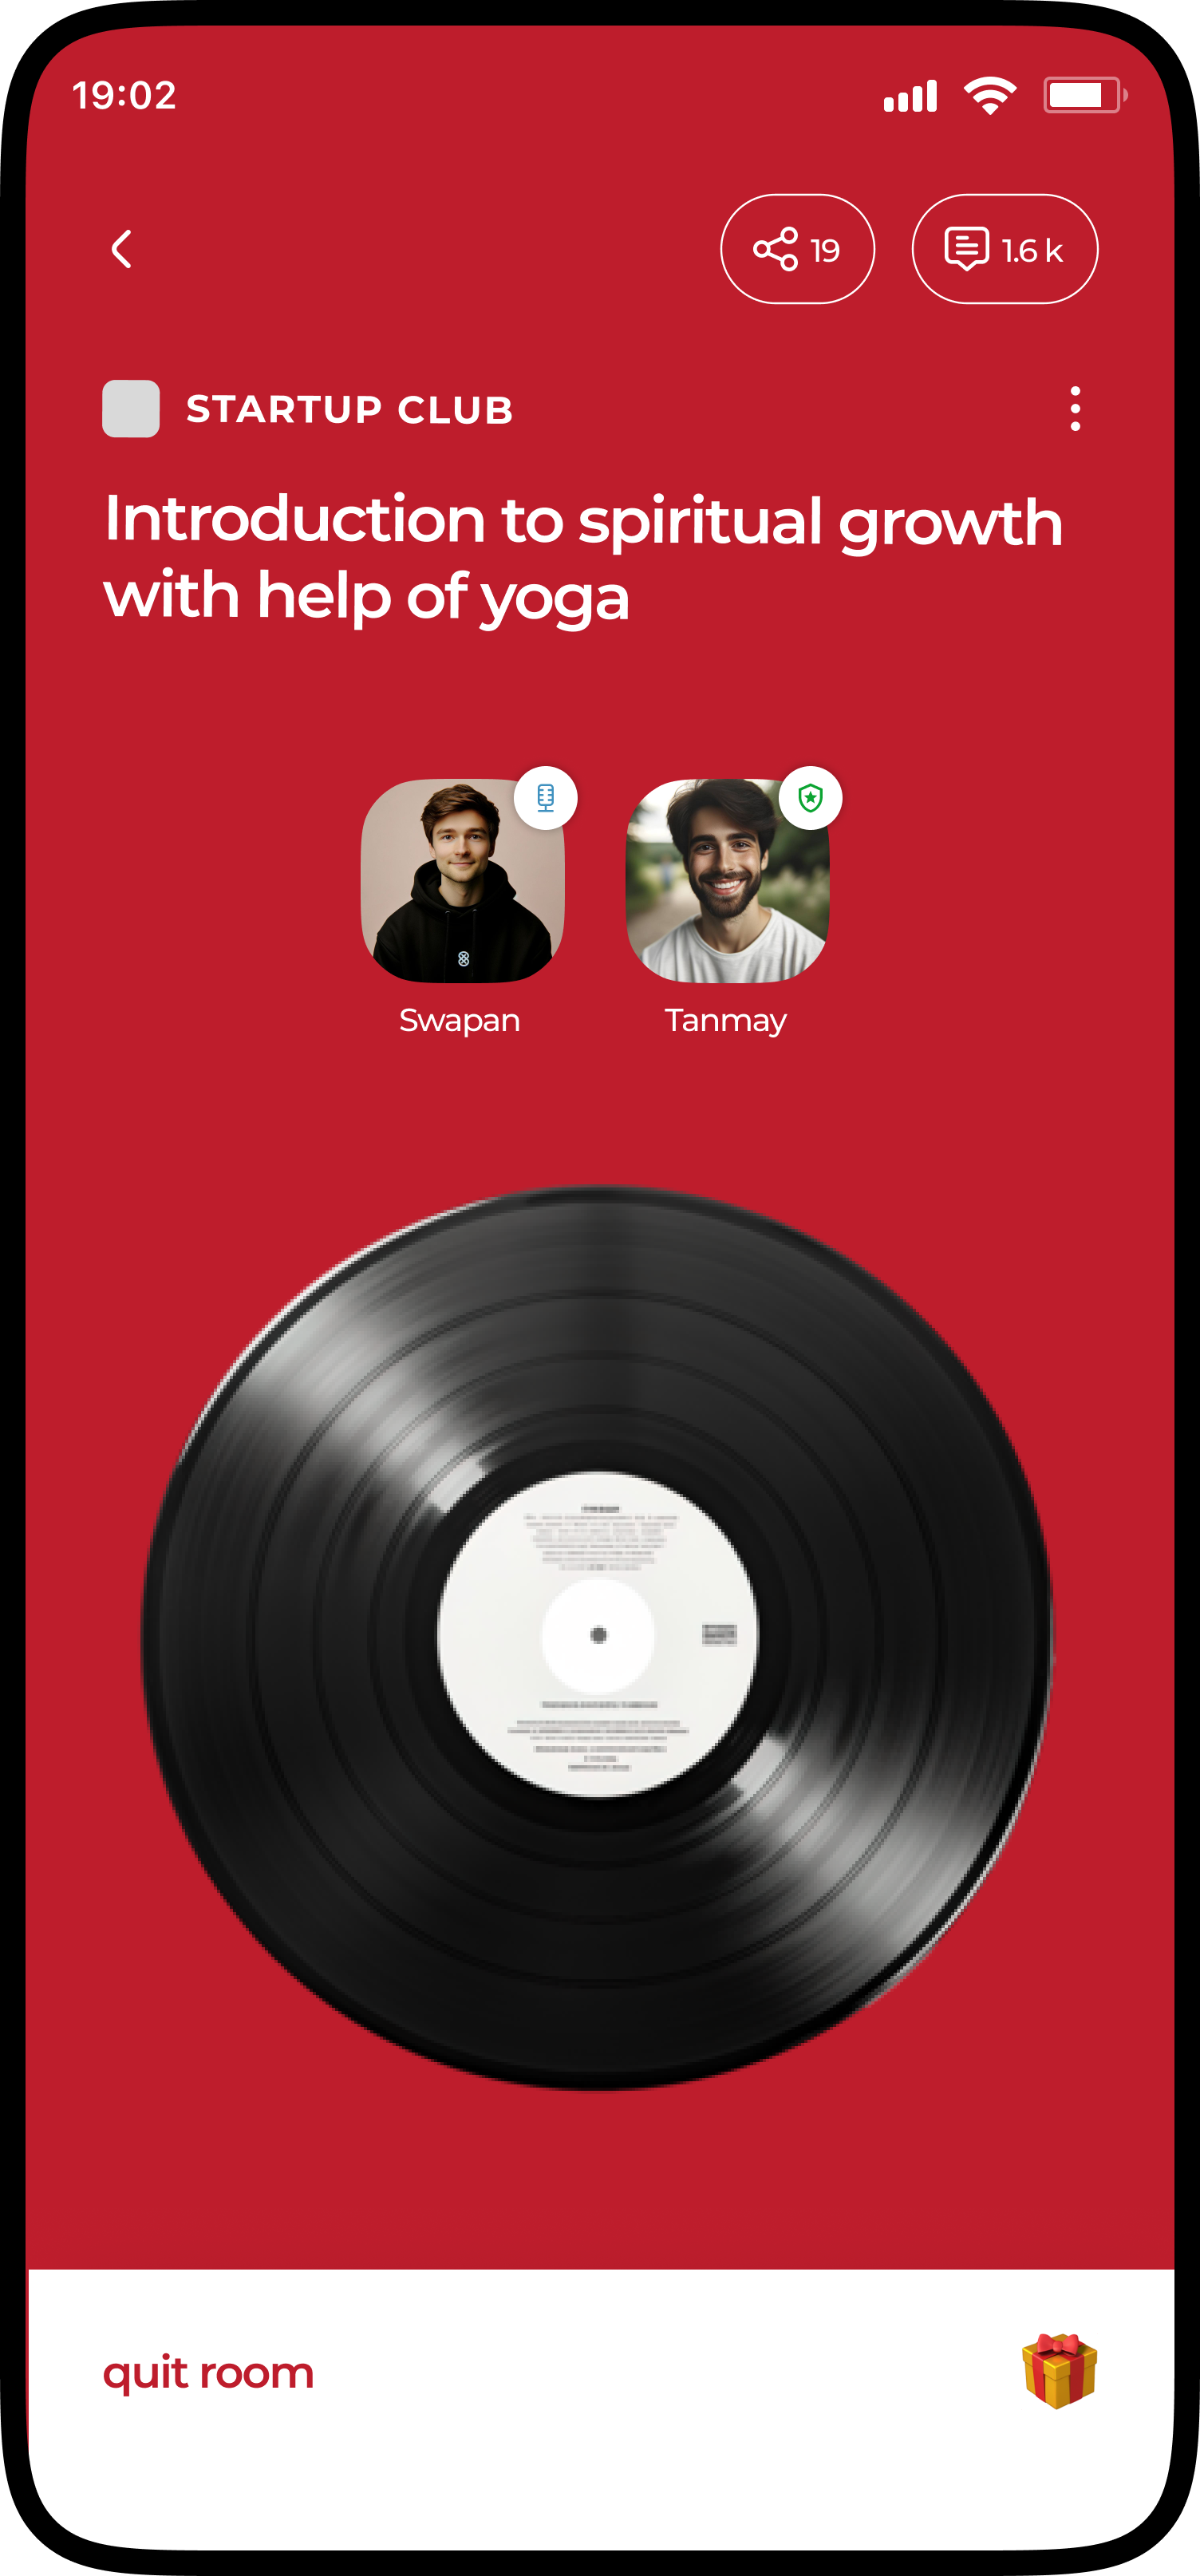 19:02
19
1.6 k
STARTUP CLUB
Introduction to spiritual growth
with help of yoga
Swapan
Tanmay
quit room